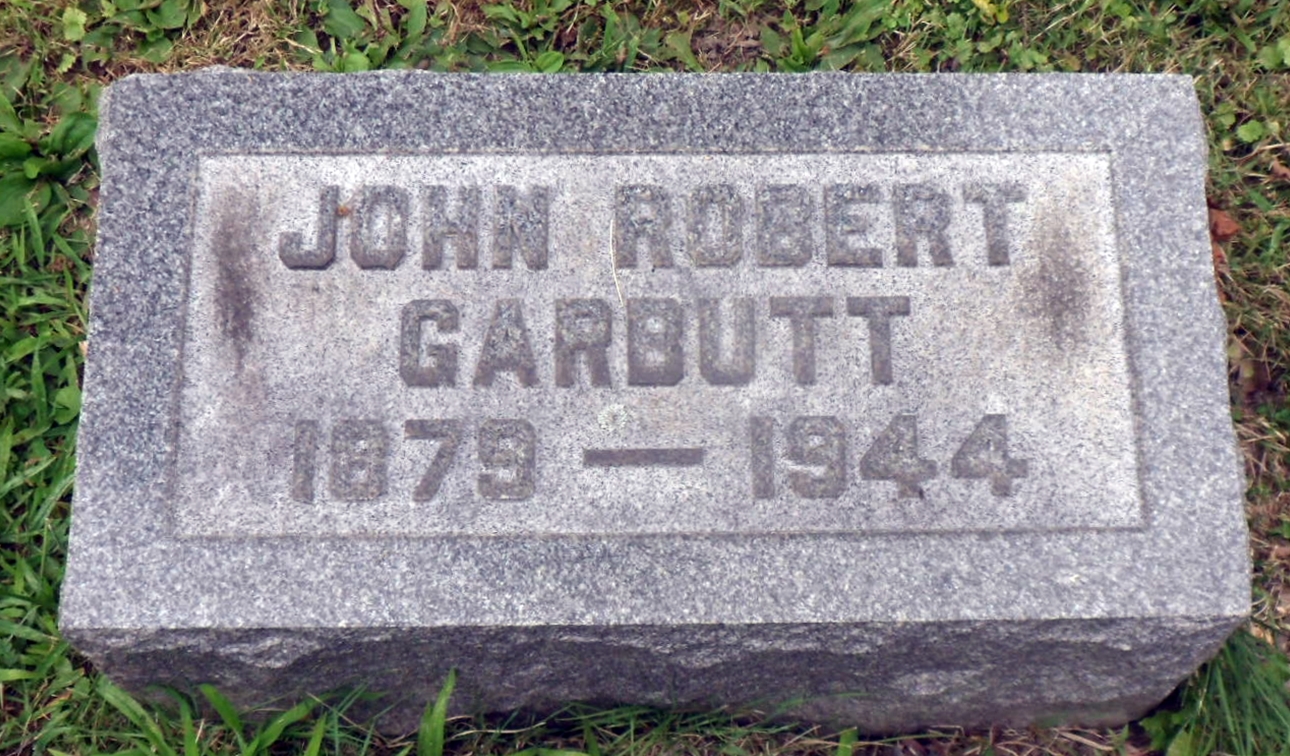 JOHN ROBERT
GARBUTT
1879 — 1944